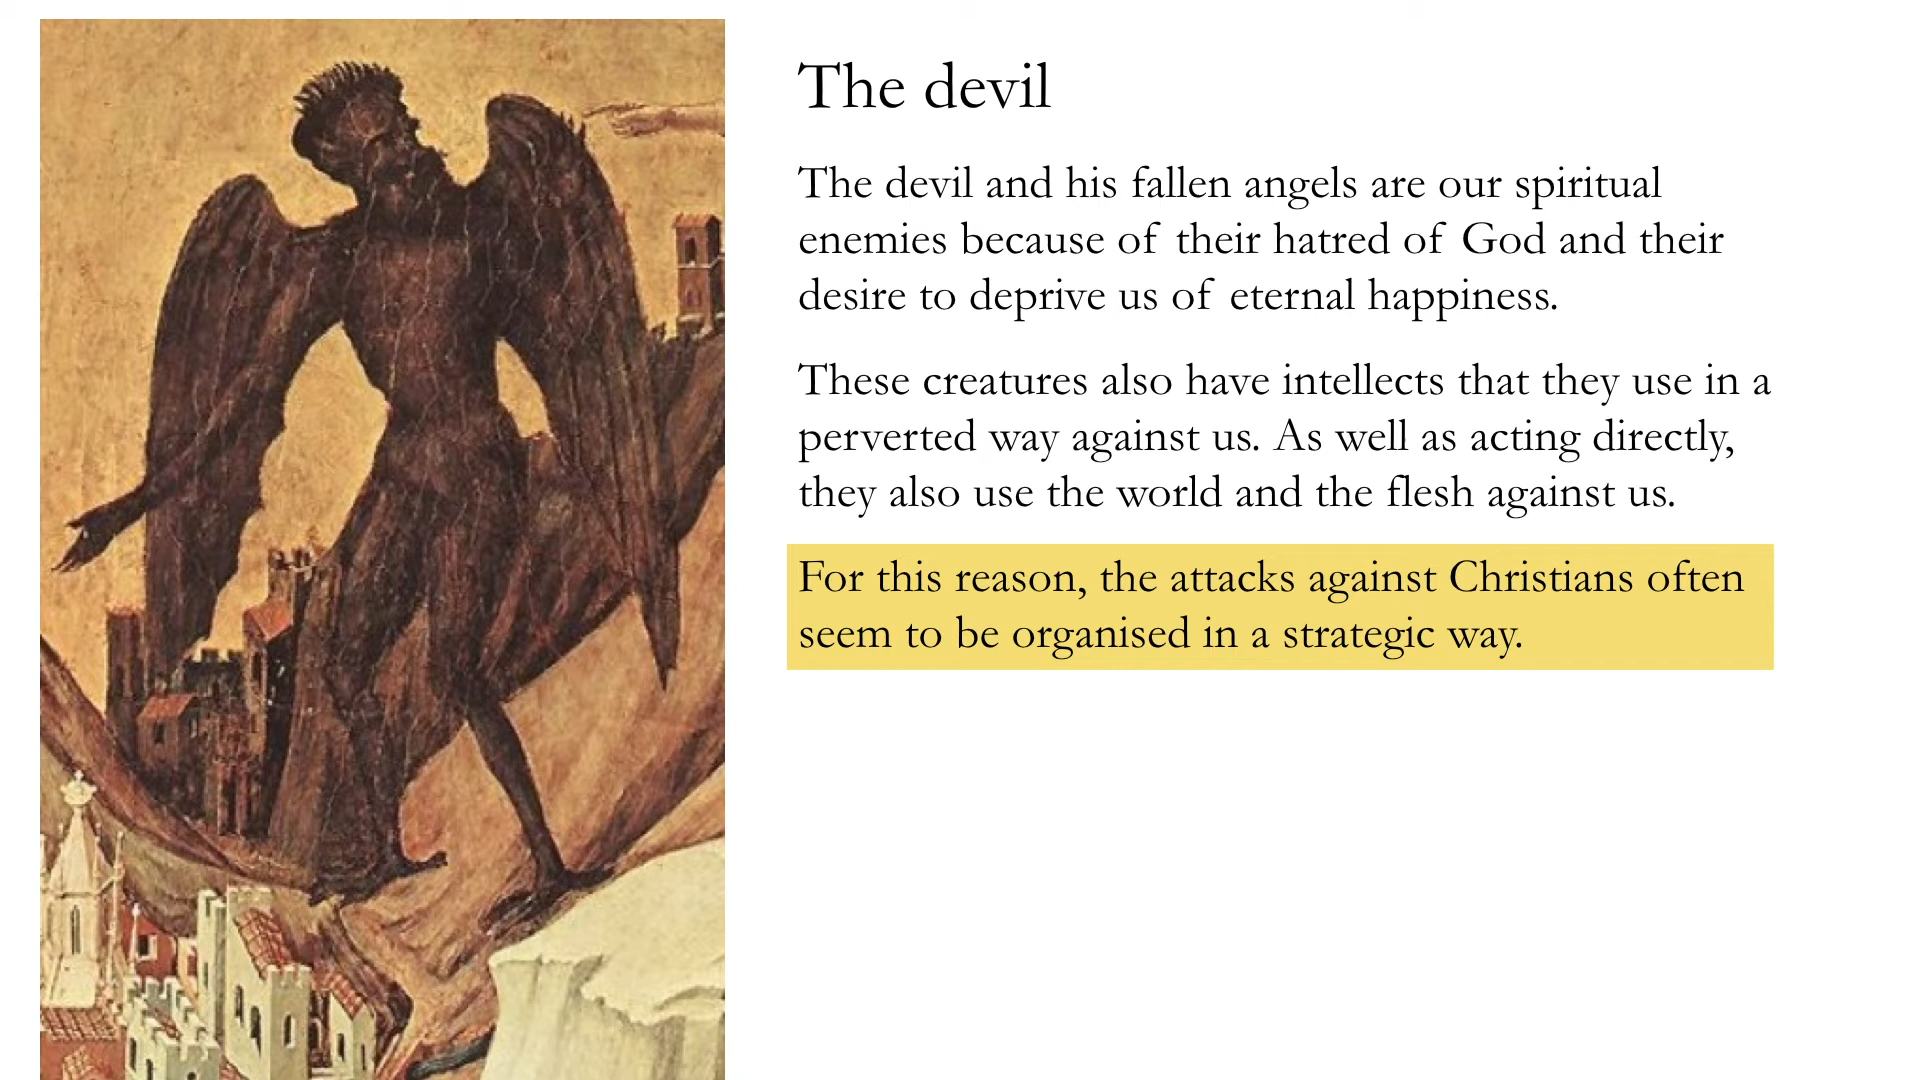 The devil
The devil and his fallen angels are our spiritual
enemies because of their hatred of God and their
desire to deprive us of eternal happiness.
These creatures also have intellects that they use in a
perverted way against us. As well as acting directly,
they also use the world and the flesh against us.
For this reason, the attacks against Christians often
seem to be organised in a strategic way.